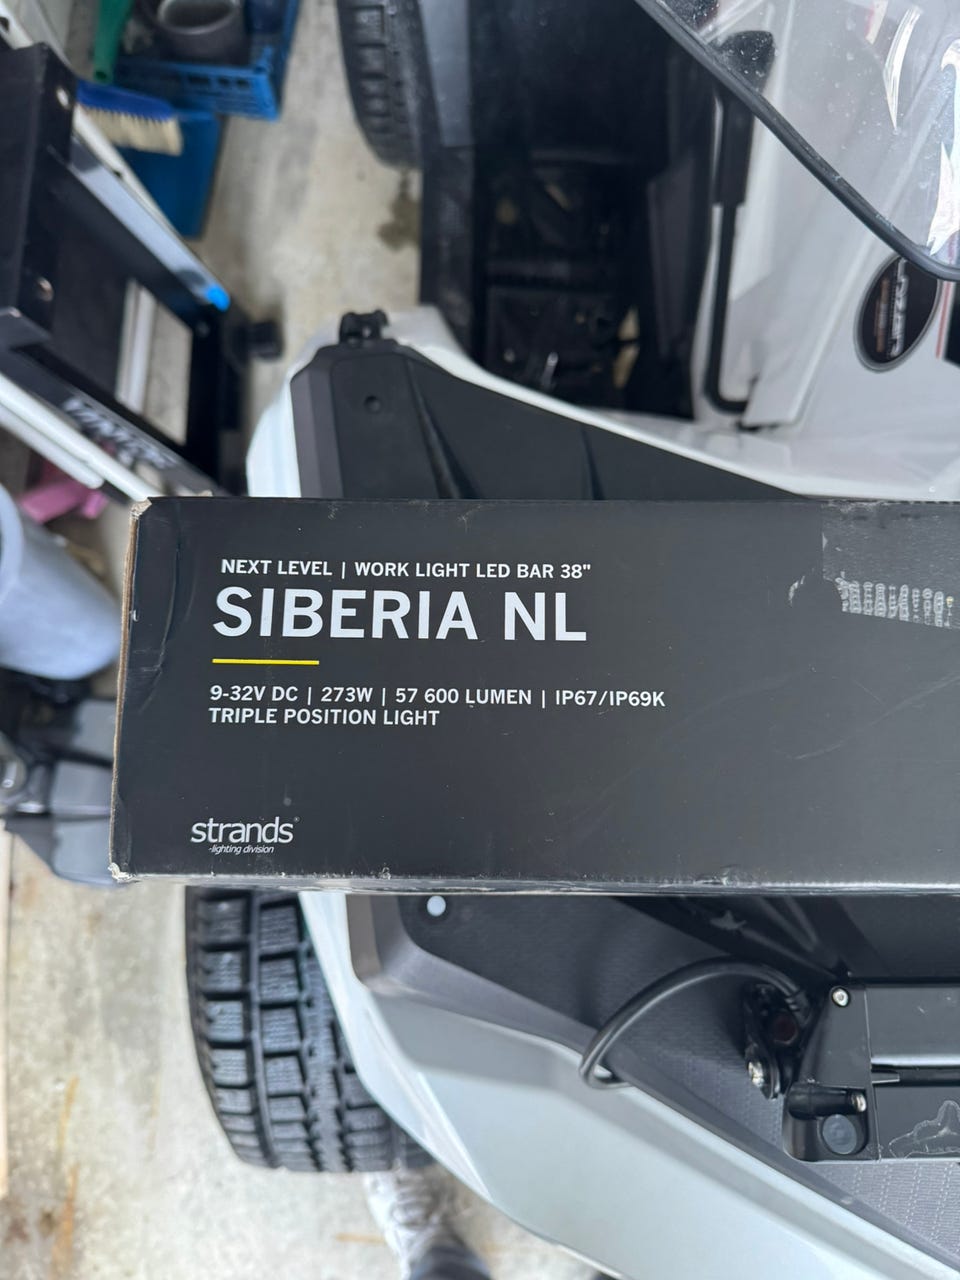 NEXT LEVEL | WORK LIGHT LED BAR 38"
SIBERIA NL
9-32V DC | 273W | 57 600 LUMEN | IP67/IP69K
TRIPLE POSITION LIGHT
strands®
-lighting division